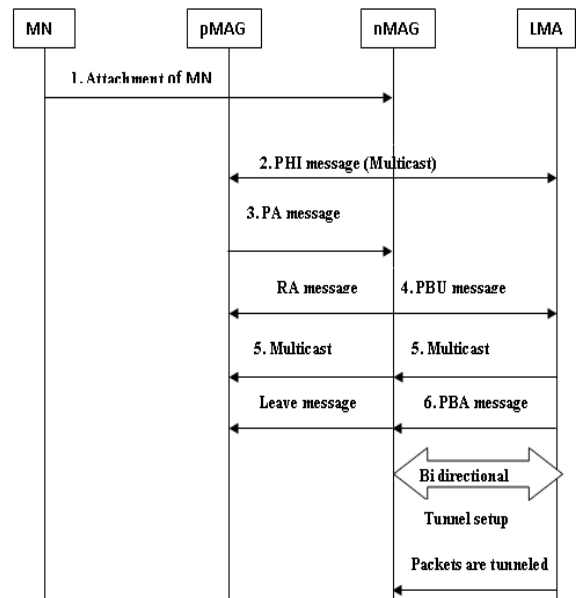 MN pMAG nMAG LMA
1. Attachment of MN
2. PHI message (Multicast)
3. PA message
RA message 4. PBU message
5. Multicast 5. Multicast
Leave message 6. PBA message
Bi directional
Tunnel setup
Packets are tunneled